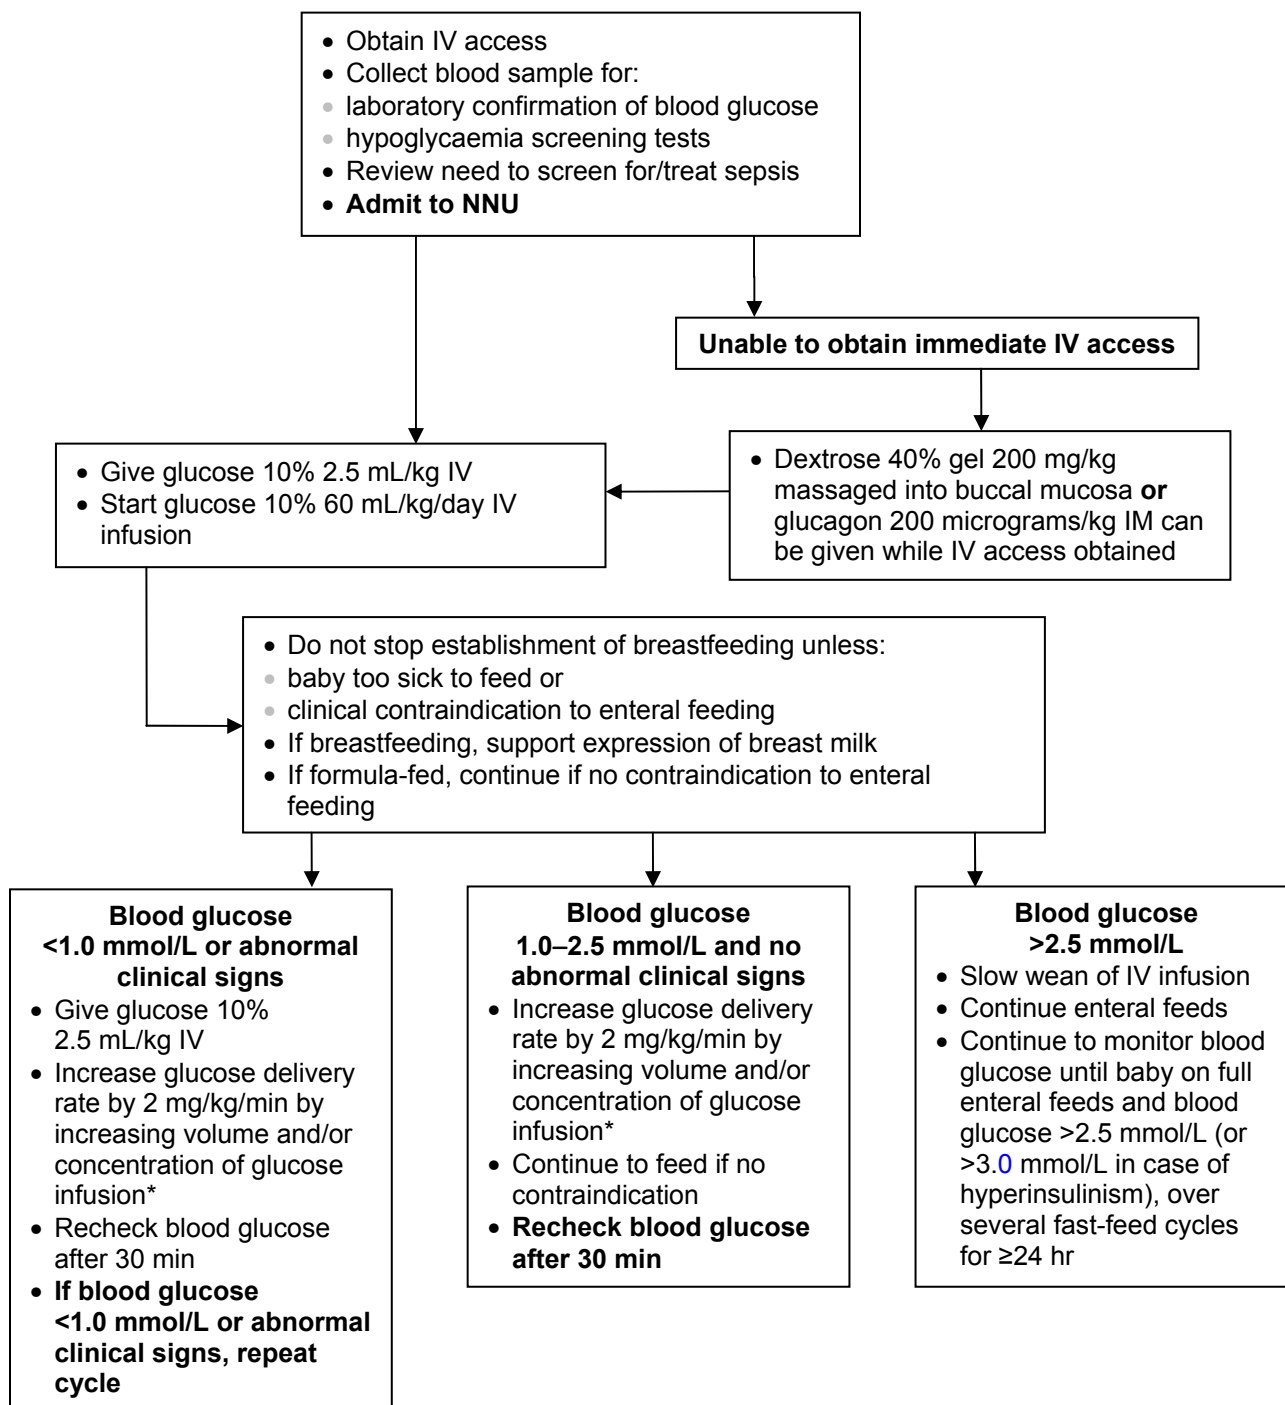 • Obtain IV access
• Collect blood sample for:
• laboratory confirmation of blood glucose
• hypoglycaemia screening tests
• Review need to screen for/treat sepsis
• Admit to NNU
Unable to obtain immediate IV access
• Give glucose 10% 2.5 mL/kg IV
• Start glucose 10% 60 mL/kg/day IV
infusion
• Dextrose 40% gel 200 mg/kg
massaged into buccal mucosa or
glucagon 200 micrograms/kg IM can
be given while IV access obtained
• Do not stop establishment of breastfeeding unless:
• baby too sick to feed or
• clinical contraindication to enteral feeding
• If breastfeeding, support expression of breast milk
• If formula-fed, continue if no contraindication to enteral
feeding
Blood glucose
<1.0 mmol/L or abnormal
clinical signs
• Give glucose 10%
2.5 mL/kg IV
• Increase glucose delivery
rate by 2 mg/kg/min by
increasing volume and/or
concentration of glucose
infusion*
• Recheck blood glucose
after 30 min
• If blood glucose
<1.0 mmol/L or abnormal
clinical signs, repeat
cycle
Blood glucose
1.0–2.5 mmol/L and no
abnormal clinical signs
• Increase glucose delivery
rate by 2 mg/kg/min by
increasing volume and/or
concentration of glucose
infusion*
• Continue to feed if no
contraindication
• Recheck blood glucose
after 30 min
Blood glucose
>2.5 mmol/L
• Slow wean of IV infusion
• Continue enteral feeds
• Continue to monitor blood
glucose until baby on full
enteral feeds and blood
glucose >2.5 mmol/L (or
>3.0 mmol/L in case of
hyperinsulinism), over
several fast-feed cycles
for ≥24 hr